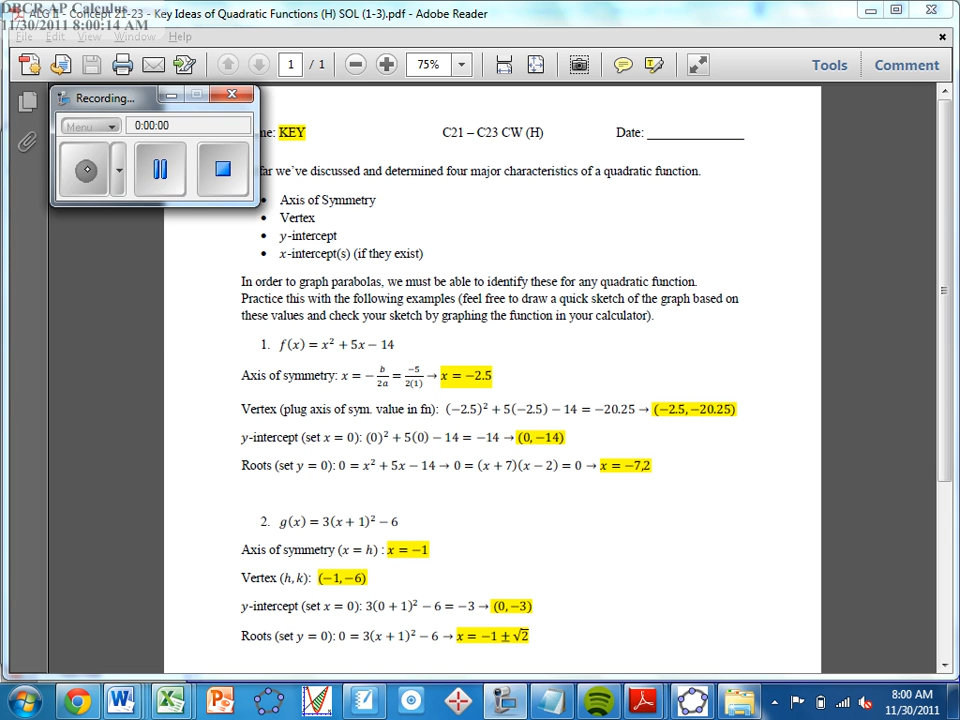 DBCR AP Calculus
ALG II - Concept 21-23 - Key Ideas of Quadratic Functions (H) SOL (1-3).pdf - Adobe Reader
11/30/2011 8:00:14 AM
File Edit View Window Help
1 / 1 75% Tools Comment
Recording...
Menu 0:00:00
me: KEY C21 – C23 CW (H) Date: ______________
far we`ve discussed and determined four major characteristics of a quadratic function.
• Axis of Symmetry
• Vertex
• y-intercept
• x-intercept(s) (if they exist)
In order to graph parabolas, we must be able to identify these for any quadratic function.
Practice this with the following examples (feel free to draw a quick sketch of the graph based on
these values and check your sketch by graphing the function in your calculator).
1. f(x) = x² + 5x − 14
Axis of symmetry: x = − b/2a = −5/2(1) → x = −2.5
Vertex (plug axis of sym. value in fn): (−2.5)² + 5(−2.5) − 14 = −20.25 → (−2.5, −20.25)
y-intercept (set x = 0): (0)² + 5(0) − 14 = −14 → (0, −14)
Roots (set y = 0): 0 = x² + 5x − 14 → 0 = (x + 7)(x − 2) = 0 → x = −7,2
2. g(x) = 3(x + 1)² − 6
Axis of symmetry (x = h) : x = −1
Vertex (h, k): (−1, −6)
y-intercept (set x = 0): 3(0 + 1)² − 6 = −3 → (0, −3)
Roots (set y = 0): 0 = 3(x + 1)² − 6 → x = −1 ± √2
8:00 AM
11/30/2011